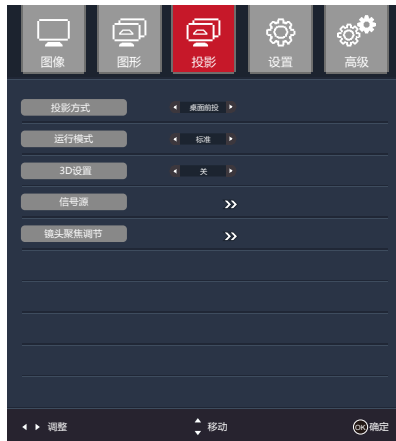 图像 图形 投影 设置 高级
投影方式 桌面前投
运行模式 标准
3D设置 关
信号源
镜头聚焦调节
调整 移动 OK 确定